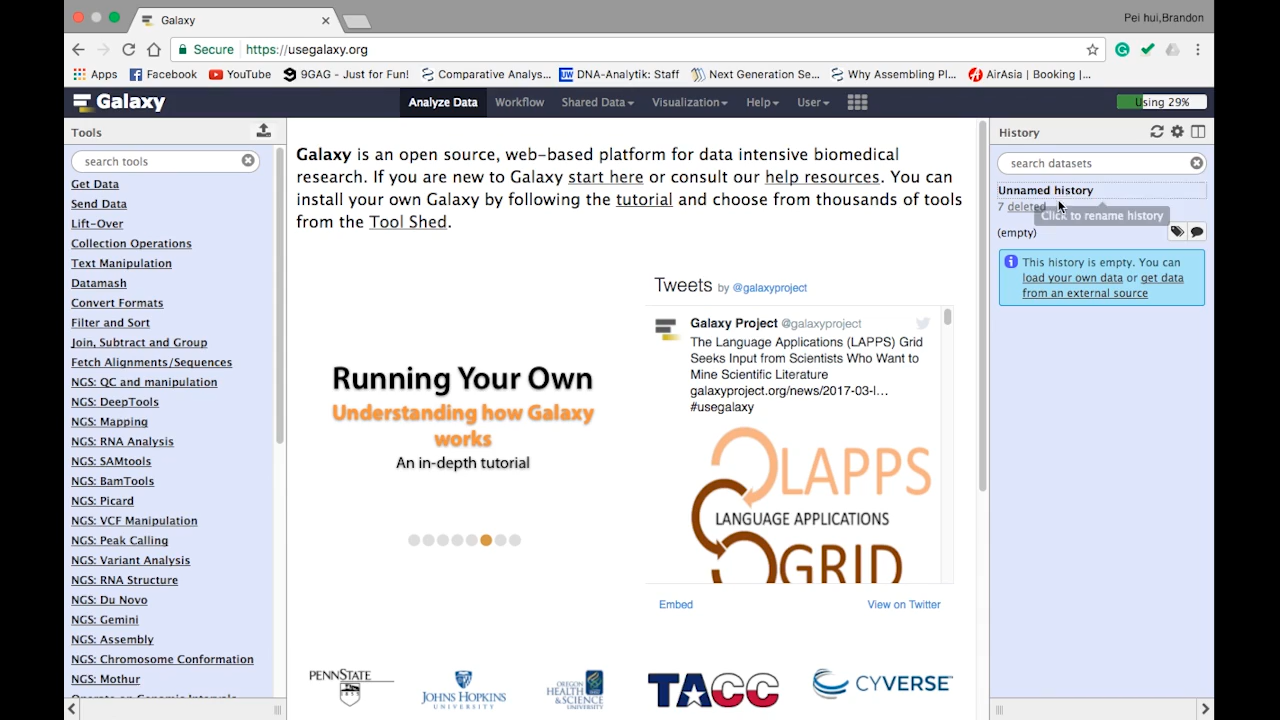 Galaxy
Pei hui,Brandon
Secure https://usegalaxy.org
Apps Facebook YouTube 9GAG - Just for Fun! Comparative Analys... DNA-Analytik: Staff Next Generation Se... Why Assembling Pl... AirAsia | Booking |...
Galaxy
Analyze Data Workflow Shared Data Visualization Help User
Using 29%
Tools
search tools
Get Data
Send Data
Lift-Over
Collection Operations
Text Manipulation
Datamash
Convert Formats
Filter and Sort
Join, Subtract and Group
Fetch Alignments/Sequences
NGS: QC and manipulation
NGS: DeepTools
NGS: Mapping
NGS: RNA Analysis
NGS: SAMtools
NGS: BamTools
NGS: Picard
NGS: VCF Manipulation
NGS: Peak Calling
NGS: Variant Analysis
NGS: RNA Structure
NGS: Du Novo
NGS: Gemini
NGS: Assembly
NGS: Chromosome Conformation
NGS: Mothur
Galaxy is an open source, web-based platform for data intensive biomedical
research. If you are new to Galaxy start here or consult our help resources. You can
install your own Galaxy by following the tutorial and choose from thousands of tools
from the Tool Shed.
Running Your Own
Understanding how Galaxy
works
An in-depth tutorial
Tweets by @galaxyproject
Galaxy Project @galaxyproject
The Language Applications (LAPPS) Grid
Seeks Input from Scientists Who Want to
Mine Scientific Literature
galaxyproject.org/news/2017-03-l...
#usegalaxy
LAPPS
LANGUAGE APPLICATIONS
GRID
Embed
View on Twitter
PENNSTATE
JOHNS HOPKINS
UNIVERSITY
OREGON
HEALTH
& SCIENCE
UNIVERSITY
TACC
CYVERSE
History
search datasets
Unnamed history
7 deleted
Click to rename history
(empty)
This history is empty. You can
load your own data or get data
from an external source